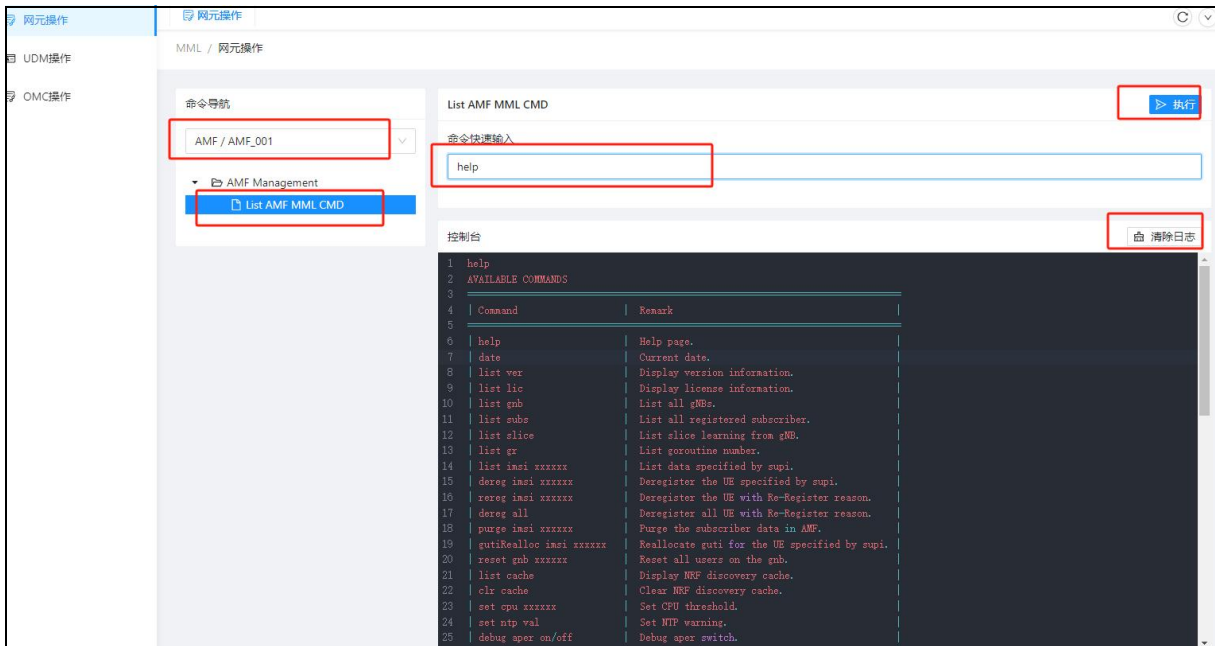 网元操作
UDM操作
OMC操作
网元操作
MML / 网元操作
命令导航
AMF / AMF_001
AMF Management
List AMF MML CMD
List AMF MML CMD
执行
命令快速输入
help
控制台
清除日志
1 help
2 AVAILABLE COMMANDS
3 ================================================
4 | Command | Remark |
5 ================================================
6 | help | Help page. |
7 | date | Current date. |
8 | list ver | Display version information. |
9 | list lic | Display license information. |
10 | list gnb | List all gNBs. |
11 | list subs | List all registered subscriber. |
12 | list slice | List slice learning from gNB. |
13 | list gr | List goroutine number. |
14 | list imsi xxxxxx | List data specified by supi. |
15 | dereg imsi xxxxxx | Deregister the UE specified by supi. |
16 | rereg imsi xxxxxx | Deregister the UE with Re-Register reason. |
17 | dereg all | Deregister all UE with Re-Register reason. |
18 | purge imsi xxxxxx | Purge the subscriber data in AMF. |
19 | gutiRealloc imsi xxxxxx | Reallocate guti for the UE specified by supi. |
20 | reset gnb xxxxxx | Reset all users on the gnb. |
21 | list cache | Display NRF discovery cache. |
22 | clr cache | Clear NRF discovery cache. |
23 | set cpu xxxxxx | Set CPU threshold. |
24 | set ntp val | Set NTP warning. |
25 | debug aper on/off | Debug aper switch. |